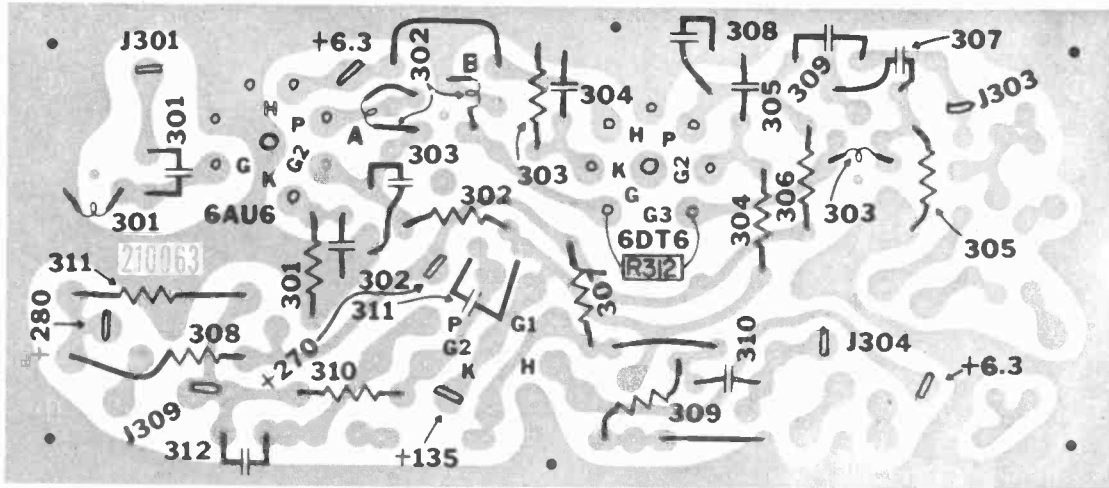 J301
+6.3
302
B
308
307
309
301
H
P
A
304
305
J303
H
P
G
K
G2
303
303
K
G2
G
306
303
301
6AU6
302
G3
304
305
6DT6
210063
R312
311
301
302
311
30
+280
308
P
G1
310
J304
G2
×270
K
H
+6.3
310
J309
309
312
+135